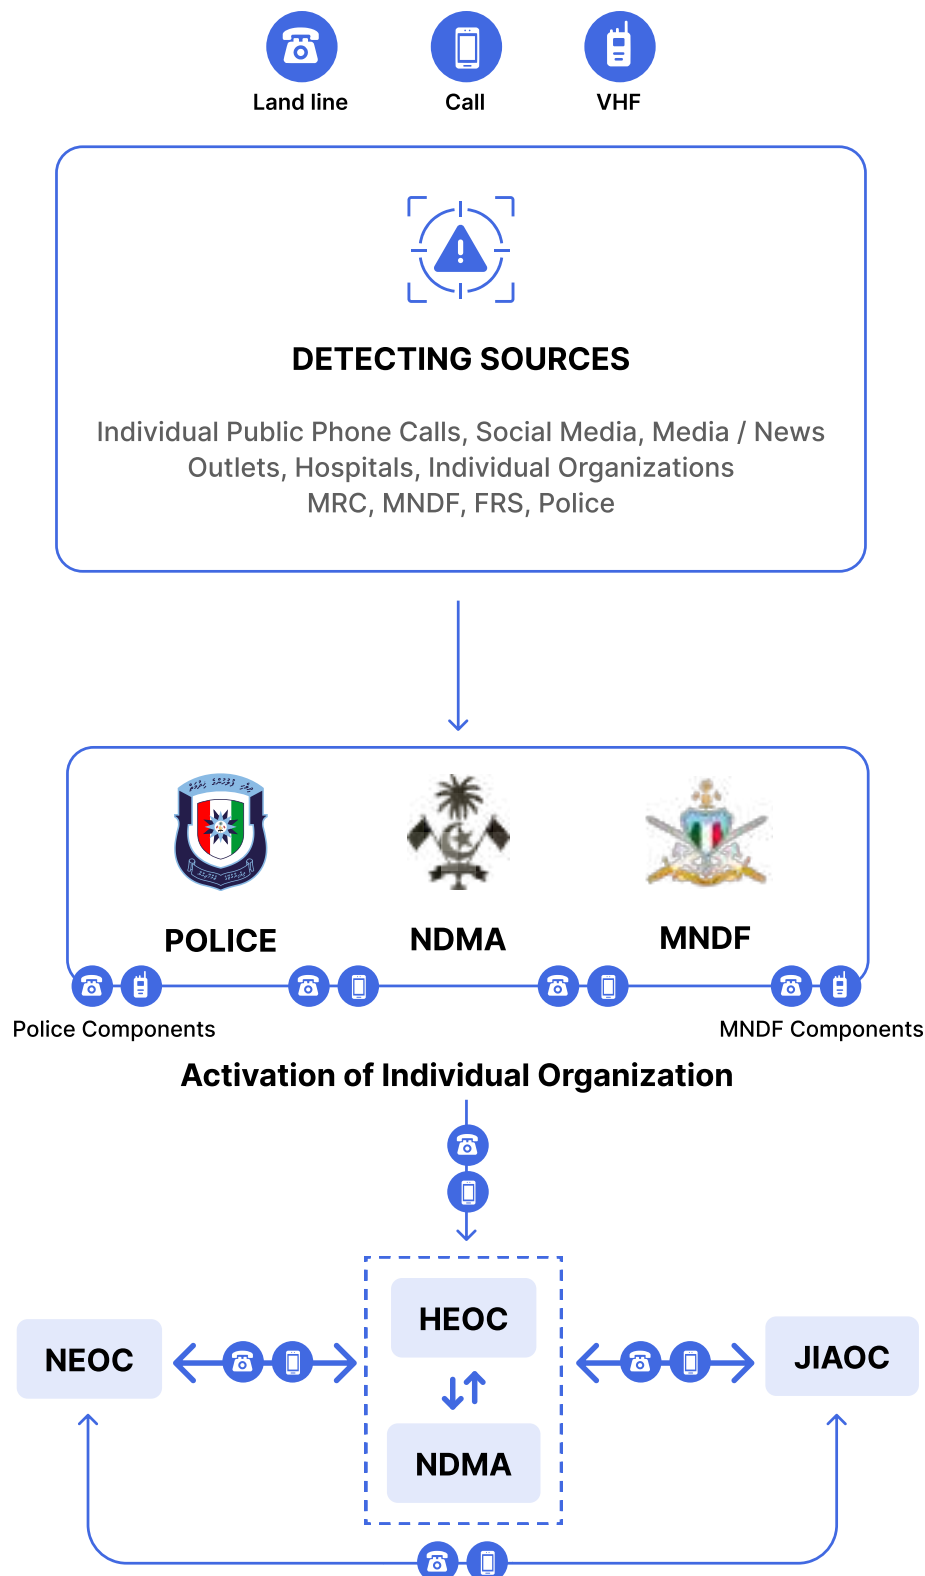 Land line
Call
VHF
DETECTING SOURCES
Individual Public Phone Calls, Social Media, Media / News
Outlets, Hospitals, Individual Organizations
MRC, MNDF, FRS, Police
POLICE
NDMA
MNDF
Police Components
MNDF Components
Activation of Individual Organization
HEOC
NEOC
JIAOC
NDMA